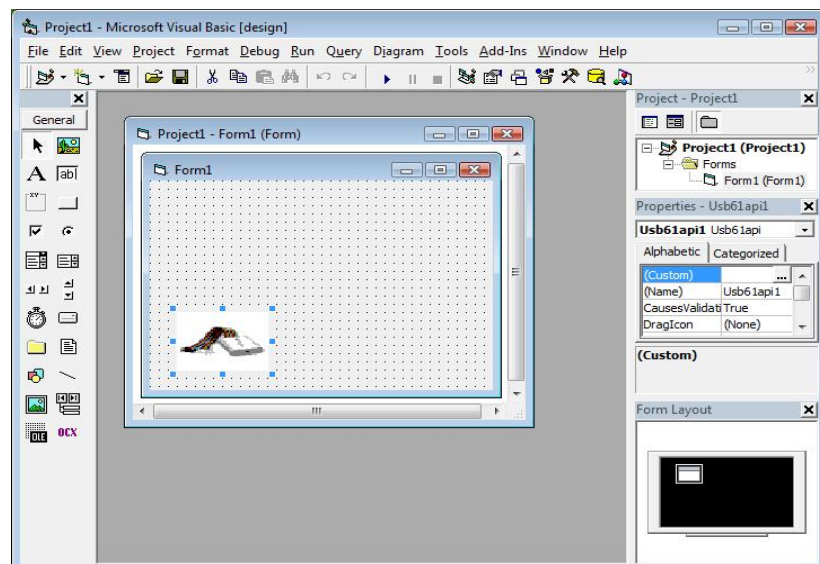 Project1 - Microsoft Visual Basic [design]
File Edit View Project Format Debug Run Query Diagram Tools Add-Ins Window Help
General
A ab|
xv
OLE OCX
Project1 - Form1 (Form)
Form1
Project - Project1
Project1 (Project1)
Forms
Form1 (Form1)
Properties - Usb61api1
Usb61api1 Usb61api
Alphabetic Categorized
(Custom) ...
(Name) Usb61api1
CausesValidati True
DragIcon (None)
(Custom)
Form Layout